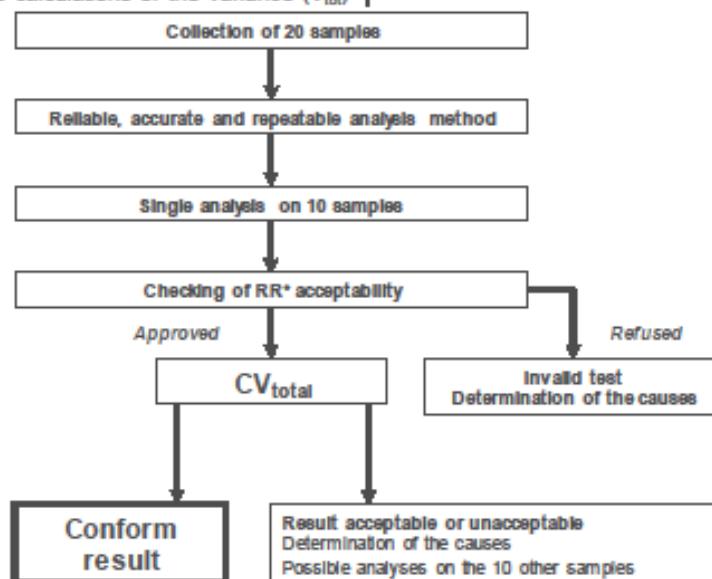 Collection of 20 samples
Reliable, accurate and repeatable analysis method
Single analysis on 10 samples
Checking of RR* acceptability
Approved
Refused
CVtotal
Invalid test
Determination of the causes
Conform
result
Result acceptable or unacceptable
Determination of the causes
Possible analyses on the 10 other samples